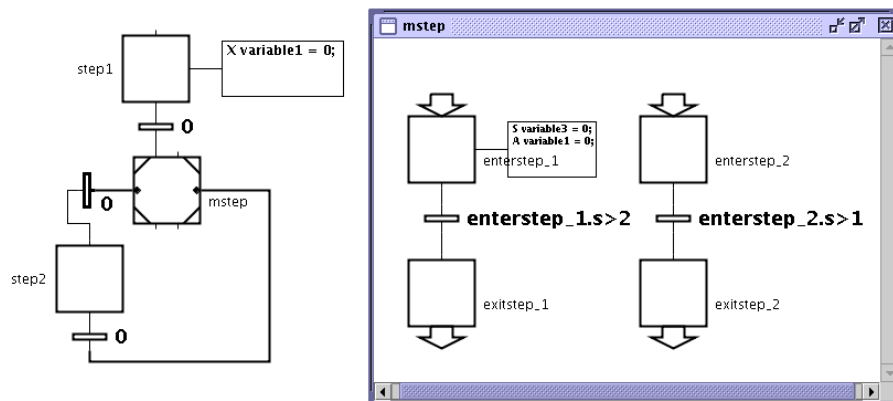 step1
X variable1 = 0;
0
mstep
0
step2
0
mstep
S variable3 = 0;
A variable1 = 0;
enterstep_1
enterstep_2
enterstep_1.s>2
enterstep_2.s>1
exitstep_1
exitstep_2